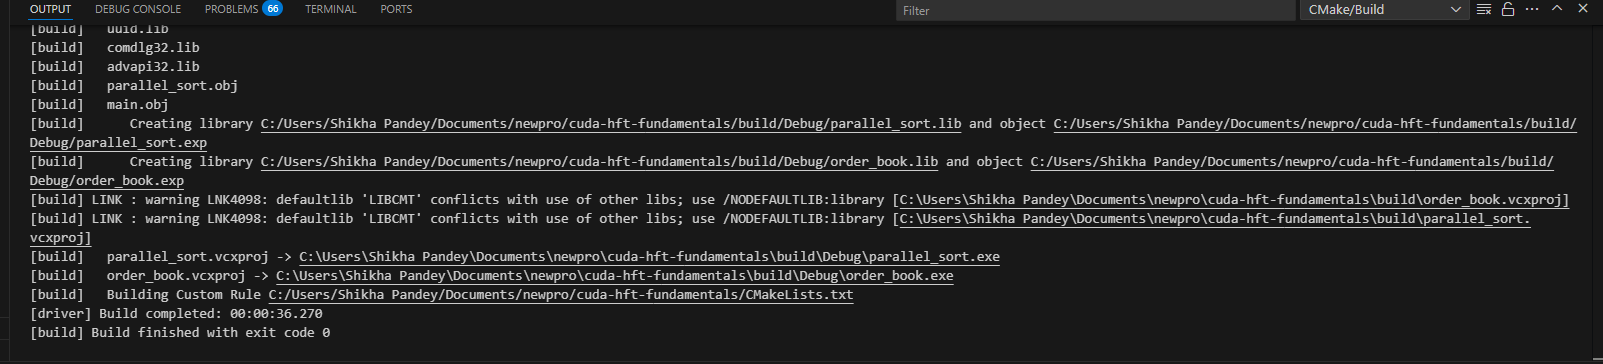 OUTPUT DEBUG CONSOLE PROBLEMS 66 TERMINAL PORTS Filter CMake/Build
[build] uuid.lib
[build] comdlg32.lib
[build] advapi32.lib
[build] parallel_sort.obj
[build] main.obj
[build] Creating library C:/Users/Shikha Pandey/Documents/newpro/cuda-hft-fundamentals/build/Debug/parallel_sort.lib and object C:/Users/Shikha Pandey/Documents/newpro/cuda-hft-fundamentals/build/
Debug/parallel_sort.exp
[build] Creating library C:/Users/Shikha Pandey/Documents/newpro/cuda-hft-fundamentals/build/Debug/order_book.lib and object C:/Users/Shikha Pandey/Documents/newpro/cuda-hft-fundamentals/build/
Debug/order_book.exp
[build] LINK : warning LNK4098: defaultlib 'LIBCMT' conflicts with use of other libs; use /NODEFAULTLIB:library [C:\Users\Shikha Pandey\Documents\newpro\cuda-hft-fundamentals\build\order_book.vcxproj]
[build] LINK : warning LNK4098: defaultlib 'LIBCMT' conflicts with use of other libs; use /NODEFAULTLIB:library [C:\Users\Shikha Pandey\Documents\newpro\cuda-hft-fundamentals\build\parallel_sort.
vcxproj]
[build] parallel_sort.vcxproj -> C:\Users\Shikha Pandey\Documents\newpro\cuda-hft-fundamentals\build\Debug\parallel_sort.exe
[build] order_book.vcxproj -> C:\Users\Shikha Pandey\Documents\newpro\cuda-hft-fundamentals\build\Debug\order_book.exe
[build] Building Custom Rule C:/Users/Shikha Pandey/Documents/newpro/cuda-hft-fundamentals/CMakeLists.txt
[driver] Build completed: 00:00:36.270
[build] Build finished with exit code 0